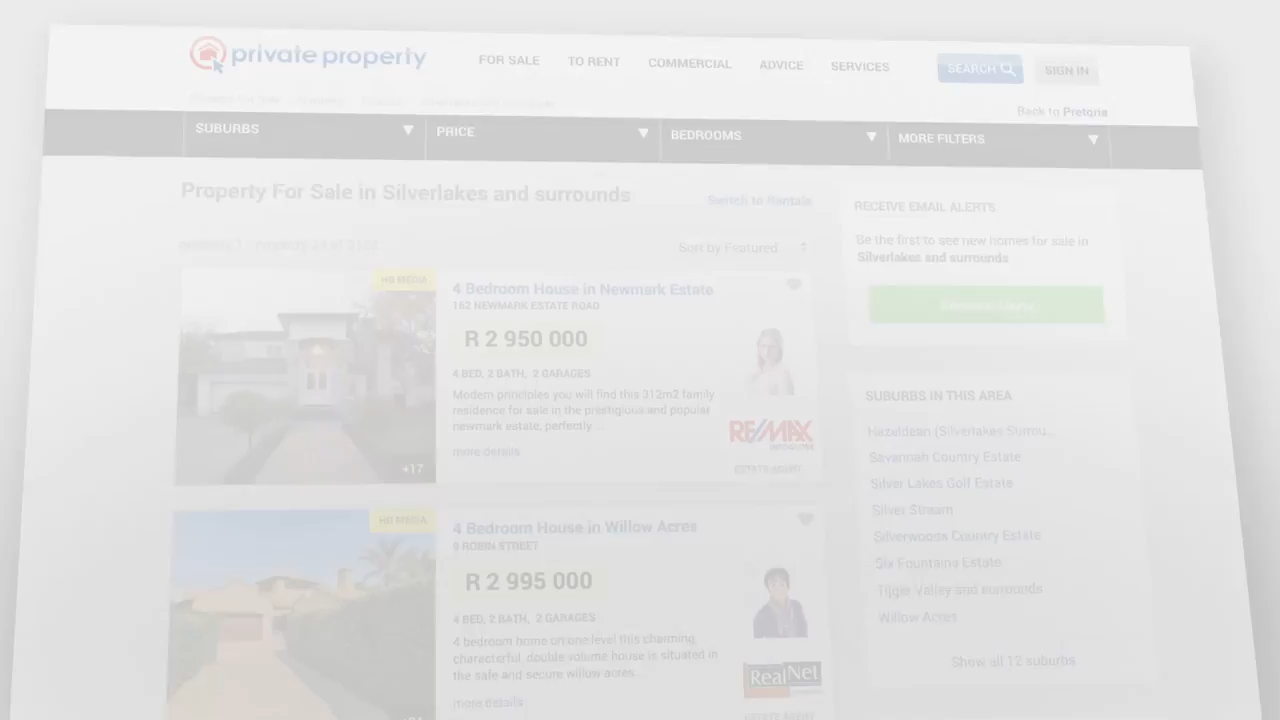 private property
FOR SALE
TO RENT
COMMERCIAL
ADVICE
SERVICES
SEARCH
SIGN IN
Back to Pretoria
SUBURBS
PRICE
BEDROOMS
MORE FILTERS
Property For Sale in Silverlakes and surrounds
Switch to Rentals
Sort by Featured
HD MEDIA
+17
4 Bedroom House in Newmark Estate
162 NEWMARK ESTATE ROAD
R 2 950 000
4 BED, 2 BATH, 2 GARAGES
Modern principles you will find this 312m2 family
residence for sale in the prestigious and popular
newmark estate, perfectly...
more details
RE/MAX
ESTATE AGENT
HD MEDIA
4 Bedroom House in Willow Acres
9 ROBIN STREET
R 2 995 000
4 BED, 2 BATH, 2 GARAGES
4 bedroom home on one level this charming,
characterful, double volume house is situated in
the safe and secure willow acres...
more details
RealNet
RECEIVE EMAIL ALERTS
Be the first to see new homes for sale in
Silverlakes and surrounds
SUBURBS IN THIS AREA
Hazeldean (Silverlakes Surrou...
Savannah Country Estate
Silver Lakes Golf Estate
Silver Stream
Silverwoods Country Estate
Six Fountains Estate
Tijger Valley and surrounds
Willow Acres
Show all 12 suburbs